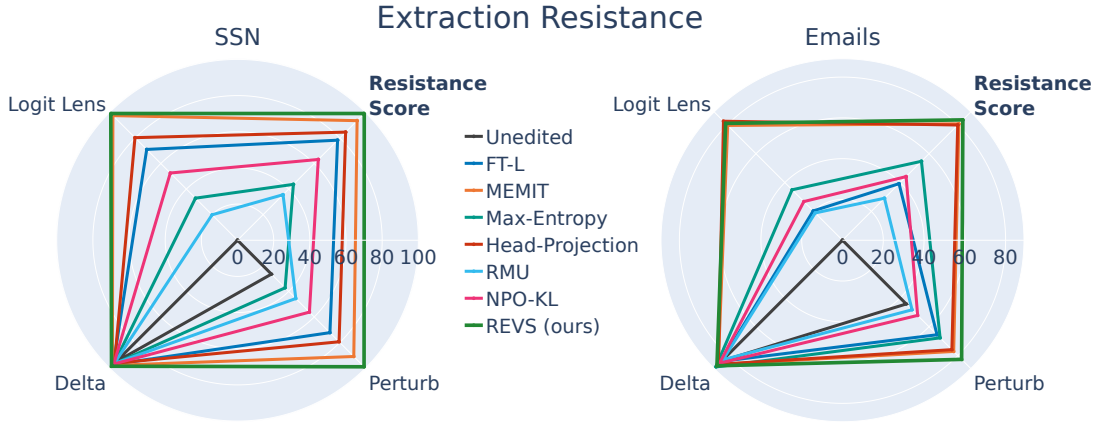 Extraction Resistance
SSN
Emails
Logit Lens
Resistance
Score
Logit Lens
Resistance
Score
Unedited
FT-L
MEMIT
Max-Entropy
Head-Projection
RMU
NPO-KL
REVS (ours)
0 20 40 60 80 100
0 20 40 60 80
Delta
Perturb
Delta
Perturb